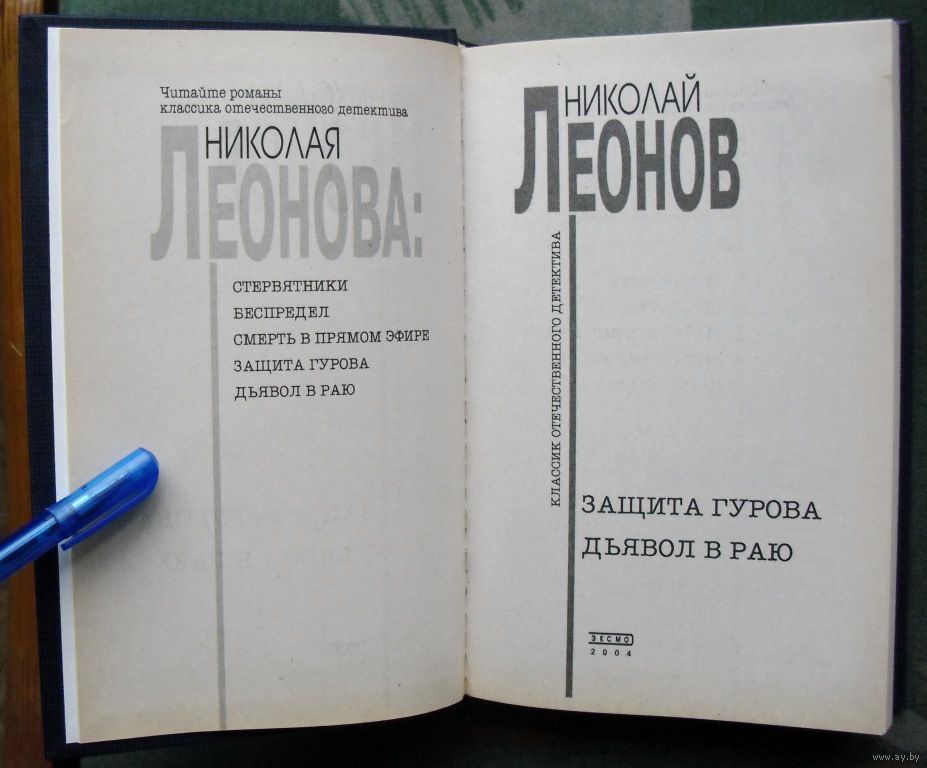 Читайте романы
классика отечественного детектива
НИКОЛАЯ
ЛЕОНОВА:
СТЕРВЯТНИКИ
БЕСПРЕДЕЛ
СМЕРТЬ В ПРЯМОМ ЭФИРЕ
ЗАЩИТА ГУРОВА
ДЬЯВОЛ В РАЮ
НИКОЛАЙ
ЛЕОНОВ
КЛАССИК ОТЕЧЕСТВЕННОГО ДЕТЕКТИВА
ЗАЩИТА ГУРОВА
ДЬЯВОЛ В РАЮ
ЭКСМО
2004
www.ay.by